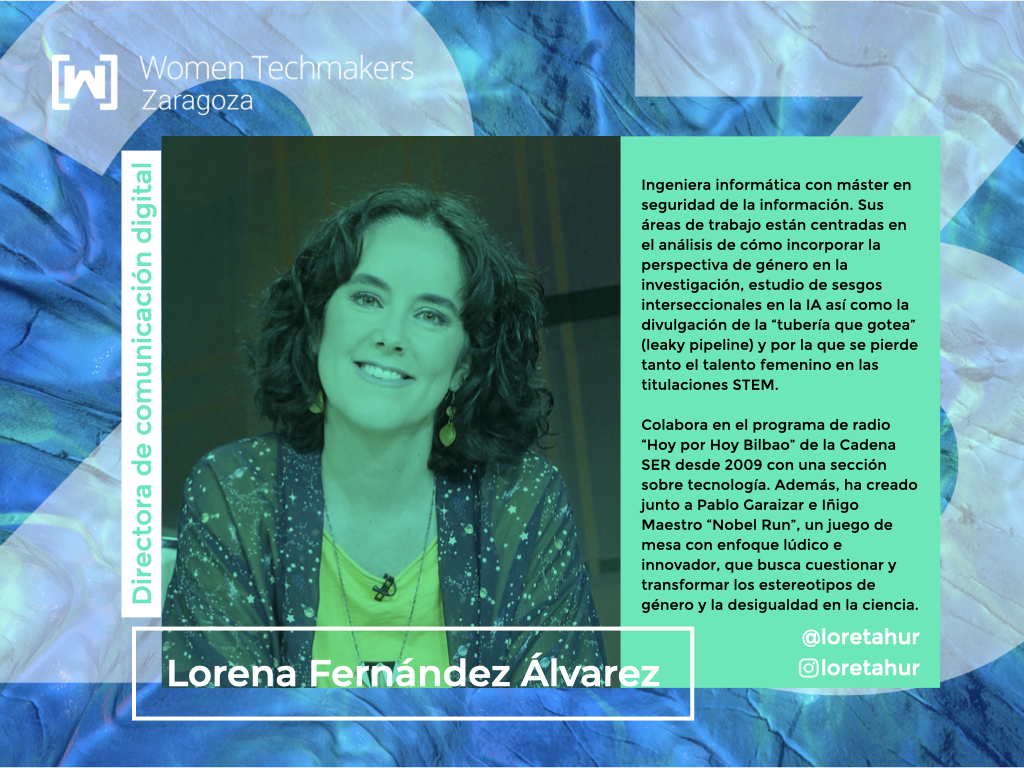 [W] Women Techmakers
Zaragoza
Directora de comunicación digital
Ingeniera informática con máster en
seguridad de la información. Sus
áreas de trabajo están centradas en
el análisis de cómo incorporar la
perspectiva de género en la
investigación, estudio de sesgos
interseccionales en la IA así como la
divulgación de la “tubería que gotea”
(leaky pipeline) y por la que se pierde
tanto el talento femenino en las
titulaciones STEM.
Colabora en el programa de radio
“Hoy por Hoy Bilbao” de la Cadena
SER desde 2009 con una sección
sobre tecnología. Además, ha creado
junto a Pablo Garaizar e Iñigo
Maestro “Nobel Run”, un juego de
mesa con enfoque lúdico e
innovador, que busca cuestionar y
transformar los estereotipos de
género y la desigualdad en la ciencia.
@loretahur
loretahur
Lorena Fernández Álvarez